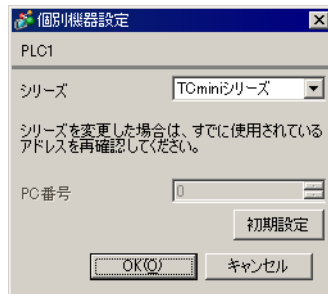 個別機器設定
PLC1
シリーズ TCminiシリーズ
シリーズを変更した場合は、すでに使用されている
アドレスを再確認してください。
PC番号 0
初期設定
OK(O) キャンセル